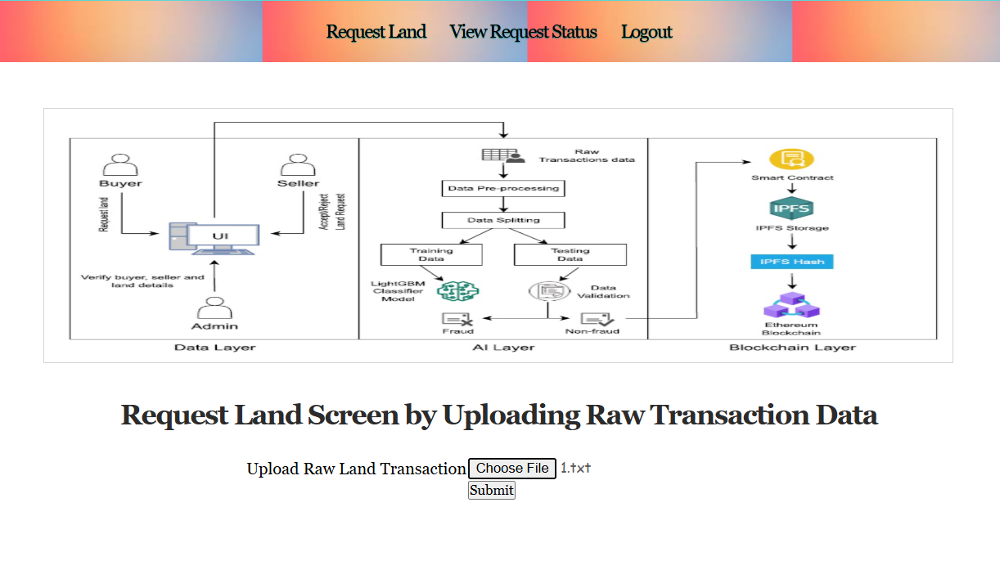 Request Land View Request Status Logout
Buyer
Seller
Request land
Accept/Reject
Land Request
UI
Verify buyer, seller and
land details
Admin
Data Layer
Raw
Transactions data
Data Pre-processing
Data Splitting
Training
Data
Testing
Data
LightGBM
Classifier
Model
Data
Validation
Fraud
Non-fraud
AI Layer
Smart Contract
IPFS
IPFS Storage
IPFS Hash
Ethereum
Blockchain
Blockchain Layer
Request Land Screen by Uploading Raw Transaction Data
Upload Raw Land Transaction Choose File 1.txt
Submit